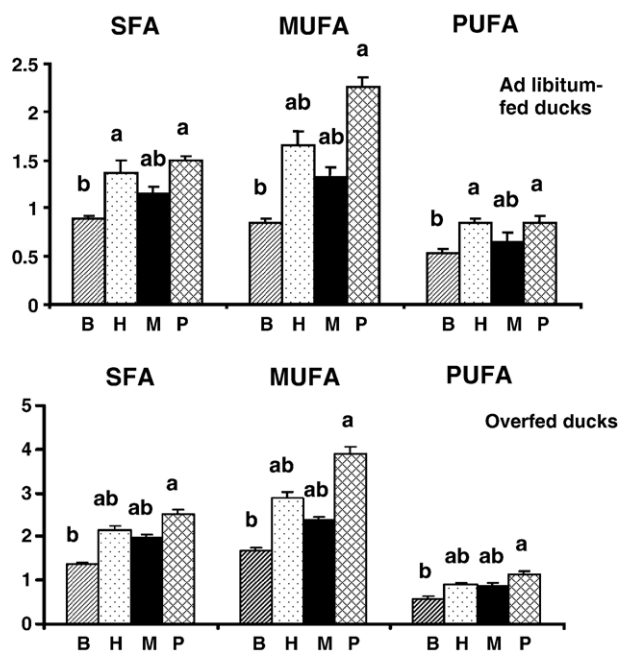 SFA MUFA PUFA
Ad libitum-
fed ducks
2.5
2
1.5
1
0.5
0
b a ab a
b ab ab a
b a ab a
B H M P B H M P B H M P
SFA MUFA PUFA
Overfed ducks
5
4
3
2
1
0
b ab ab a
b ab ab a
b ab ab a
B H M P B H M P B H M P